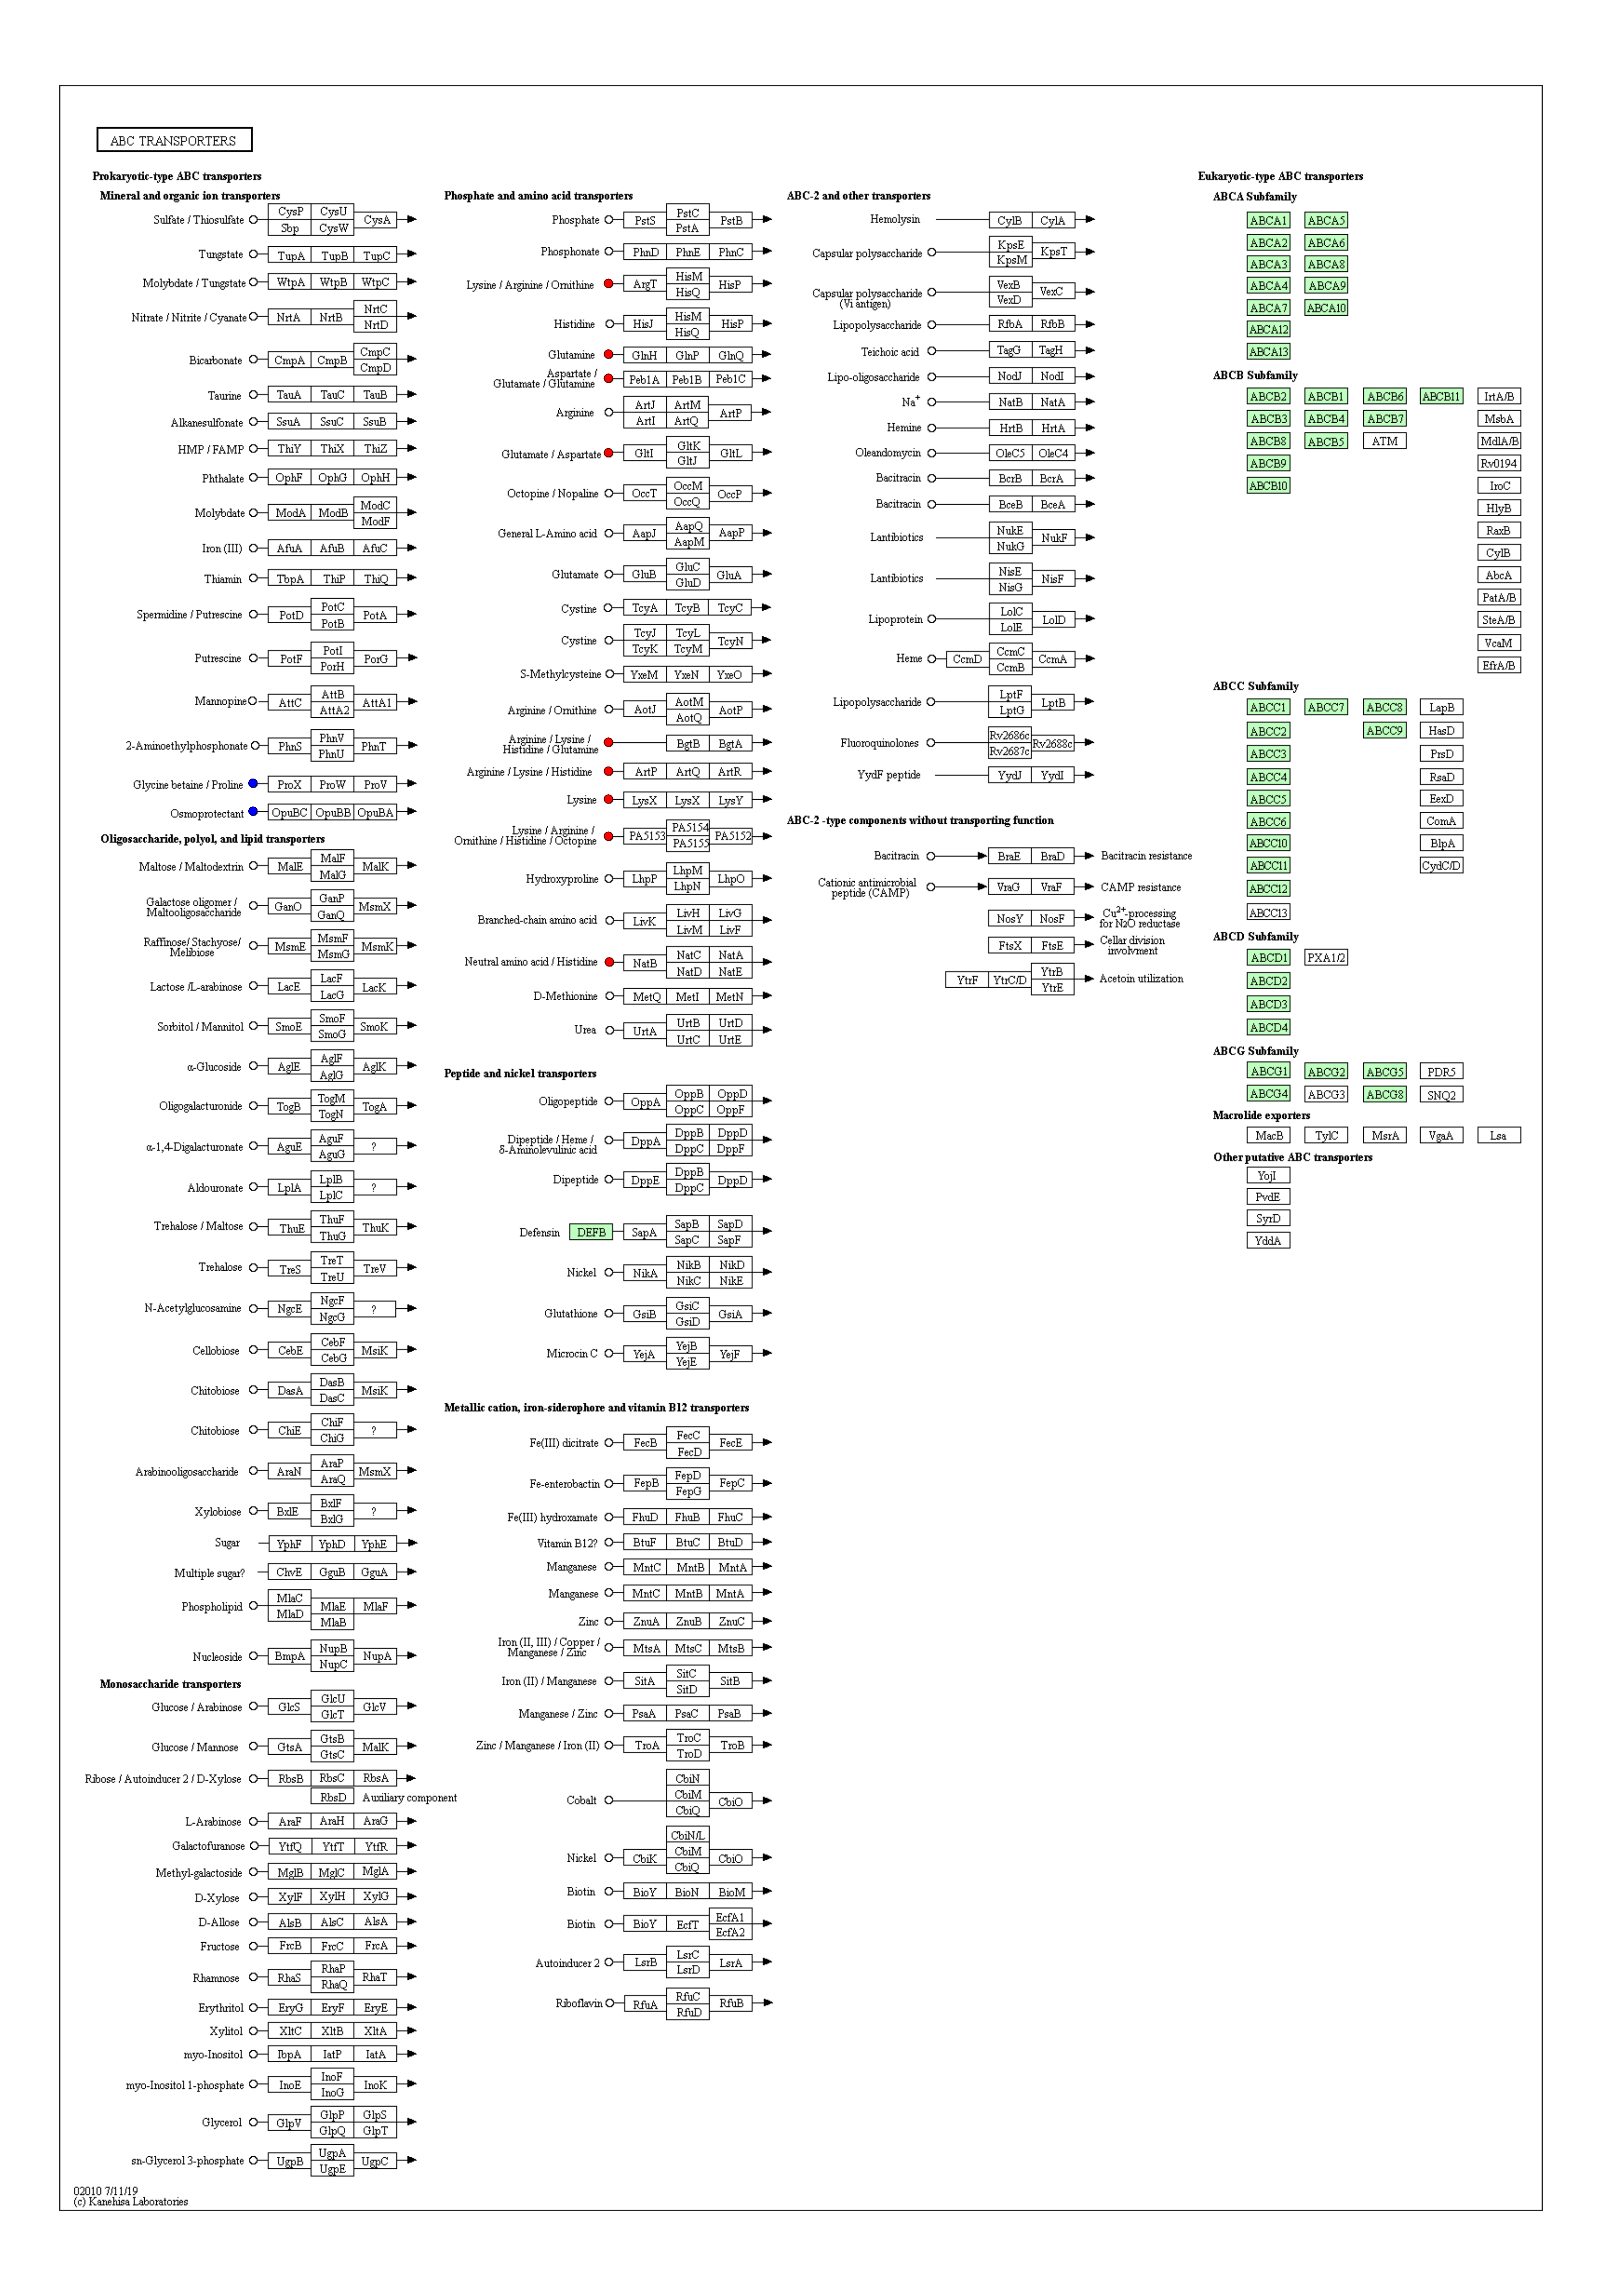 ABC TRANSPORTERS
Prokaryotic-type ABC transporters
Mineral and organic ion transporters
Sulfate / Thiosulfate CysP CysU CysA
Sbp CysW
Tungstate TupA TupB TupC
Molybdate / Tungstate WtpA WtpB WtpC
Nitrate / Nitrite / Cyanate NrtA NrtB NrtC
NrtD
Bicarbonate CmpA CmpB CmpC
CmpD
Taurine TauA TauC TauB
Alkanesulfonate SsuA SsuC SsuB
HMP / FAMP ThiY ThiX ThiZ
Phthalate OphF OphG OphH
Molybdate ModA ModB ModC
ModF
Iron (III) AfuA AfuB AfuC
Thiamin TbpA ThiP ThiQ
Spermidine / Putrescine PotD PotC PotA
PotB
Putrescine PotF PotI PorG
PorH
Mannopine AttC AttB AttA1
AttA2
2-Aminoethylphosphonate PhnS PhnV PhnT
PhnU
Glycine betaine / Proline ProX ProW ProV
Osmoprotectant OpuBC OpuBB OpuBA
Oligosaccharide, polyol, and lipid transporters
Maltose / Maltodextrin MalE MalF MalK
MalG
Galactose oligomer /
Maltooligosaccharide GanO GanP MsmX
GanQ
Raffinose/ Stachyose/
Melibiose MsmE MsmF MsmK
MsmG
Lactose /L-arabinose LacE LacF LacK
LacG
Sorbitol / Mannitol SmoE SmoF SmoK
SmoG
α-Glucoside AglE AglF AglK
AglG
Oligogalacturonide TogB TogM TogA
TogN
α-1,4-Digalacturonate AguE AguF ?
AguG
Aldouronate LplA LplB ?
LplC
Trehalose / Maltose ThuE ThuF ThuK
ThuG
Trehalose TreS TreT TreV
TreU
N-Acetylglucosamine NgcE NgcF ?
NgcG
Cellobiose CebE CebF MsiK
CebG
Chitobiose DasA DasB MsiK
DasC
Chitobiose ChiE ChiF ?
ChiG
Arabinooligosaccharide AraN AraP MsmX
AraQ
Xylobiose BxlE BxlF ?
BxlG
Sugar YphF YphD YphE
Multiple sugar? ChvE GguB GguA
Phospholipid MlaC MlaE MlaF
MlaD MlaB
Nucleoside BmpA NupB NupA
NupC
Monosaccharide transporters
Glucose / Arabinose GlcS GlcU GlcV
GlcT
Glucose / Mannose GtsA GtsB MalK
GtsC
Ribose / Autoinducer 2 / D-Xylose RbsB RbsC RbsA
RbsD Auxiliary component
L-Arabinose AraF AraH AraG
Galactofuranose YtfQ YtfT YtfR
Methyl-galactoside MglB MglC MglA
D-Xylose XylF XylH XylG
D-Allose AlsB AlsC AlsA
Fructose FrcB FrcC FrcA
Rhamnose RhaS RhaP RhaT
RhaQ
Erythritol EryG EryF EryE
Xylitol XltC XltB XltA
myo-Inositol IbpA IatP IatA
myo-Inositol 1-phosphate InoE InoF InoK
InoG
Glycerol GlpV GlpP GlpS
GlpQ GlpT
sn-Glycerol 3-phosphate UgpB UgpA UgpC
UgpE
02010 7/11/19
(c) Kanehisa Laboratories
Phosphate and amino acid transporters
Phosphate PstS PstC PstB
PstA
Phosphonate PhnD PhnE PhnC
Lysine / Arginine / Ornithine ArgT HisM HisP
HisQ
Histidine HisJ HisM HisP
HisQ
Glutamine GlnH GlnP GlnQ
Aspartate /
Glutamate / Glutamine Peb1A Peb1B Peb1C
Arginine ArtJ ArtM ArtP
ArtI ArtQ
Glutamate / Aspartate GltI GltK GltL
GltJ
Octopine / Nopaline OccT OccM OccP
OccQ
General L-Amino acid AapJ AapQ AapP
AapM
Glutamate GluB GluC GluA
GluD
Cystine TcyA TcyB TcyC
Cystine TcyJ TcyL TcyN
TcyK TcyM
S-Methylcysteine YxeM YxeN YxeO
Arginine / Ornithine AotJ AotM AotP
AotQ
Arginine / Lysine /
Histidine / Glutamine BgtB BgtA
Arginine / Lysine / Histidine ArtP ArtQ ArtR
Lysine LysX LysX LysY
Lysine / Arginine /
Ornithine / Histidine / Octopine PA5153 PA5154 PA5152
PA5155
Hydroxyproline LhpP LhpM LhpO
LhpN
Branched-chain amino acid LivK LivH LivG
LivM LivF
Neutral amino acid / Histidine NatB NatC NatA
NatD NatE
D-Methionine MetQ MetI MetN
Urea UrtA UrtB UrtD
UrtC UrtE
Peptide and nickel transporters
Oligopeptide OppA OppB OppD
OppC OppF
Dipeptide / Heme /
δ-Aminolevulinic acid DppA DppB DppD
DppC DppF
Dipeptide DppE DppB DppD
DppC
Defensin DEFB SapA SapB SapD
SapC SapF
Nickel NikA NikB NikD
NikC NikE
Glutathione GsiB GsiC GsiA
GsiD
Microcin C YejA YejB YejF
YejE
Metallic cation, iron-siderophore and vitamin B12 transporters
Fe(III) dicitrate FecB FecC FecE
FecD
Fe-enterobactin FepB FepD FepC
FepG
Fe(III) hydroxamate FhuD FhuB FhuC
Vitamin B12? BtuF BtuC BtuD
Manganese MntC MntB MntA
Manganese MntC MntB MntA
Zinc ZnuA ZnuB ZnuC
Iron (II, III) / Copper /
Manganese / Zinc MtsA MtsC MtsB
Iron (II) / Manganese SitA SitC SitB
SitD
Manganese / Zinc PsaA PsaC PsaB
Zinc / Manganese / Iron (II) TroA TroC TroB
TroD
Cobalt CbiN
CbiM CbiO
CbiQ
CbiN/L
Nickel CbiK CbiM CbiO
CbiQ
Biotin BioY BioN BioM
Biotin BioY EcfT EcfA1
EcfA2
Autoinducer 2 LsrB LsrC LsrA
LsrD
Riboflavin RfuA RfuC RfuB
RfuD
ABC-2 and other transporters
Hemolysin CylB CylA
Capsular polysaccharide KpsE KpsT
KpsM
Capsular polysaccharide VexB VexC
(Vi antigen) VexD
Lipopolysaccharide RfbA RfbB
Teichoic acid TagG TagH
Lipo-oligosaccharide NodJ NodI
Na+ NatB NatA
Hemine HrtB HrtA
Oleandomycin OleC5 OleC4
Bacitracin BcrB BcrA
Bacitracin BceB BceA
Lantibiotics NukE NukF
NukG
Lantibiotics NisE NisF
NisG
Lipoprotein LolC LolD
LolE
Heme CcmD CcmC CcmA
CcmB
Lipopolysaccharide LptF LptB
LptG
Fluoroquinolones Rv2686c Rv2688c
Rv2687c
YydF peptide YydJ YydI
ABC-2 -type components without transporting function
Bacitracin BraE BraD Bacitracin resistance
Cationic antimicrobial
peptide (CAMP) VraG VraF CAMP resistance
NosY NosF Cu2+-processing
for N2O reductase
FtsX FtsE Cellar division
involvment
YtrF YtrC/D YtrB Acetoin utilization
YtrE
Eukaryotic-type ABC transporters
ABCA Subfamily
ABCA1 ABCA5
ABCA2 ABCA6
ABCA3 ABCA8
ABCA4 ABCA9
ABCA7 ABCA10
ABCA12
ABCA13
ABCB Subfamily
ABCB2 ABCB1 ABCB6 ABCB11 IrtA/B
ABCB3 ABCB4 ABCB7 MsbA
ABCB8 ABCB5 ATM MdlA/B
ABCB9 Rv0194
ABCB10 IroC
HlyB
RaxB
CylB
AbcA
PatA/B
SteA/B
VcaM
EfrA/B
ABCC Subfamily
ABCC1 ABCC7 ABCC8 LapB
ABCC2 ABCC9 HasD
ABCC3 PrsD
ABCC4 RsaD
ABCC5 EexD
ABCC6 ComA
ABCC10 BlpA
ABCC11 CydC/D
ABCC12
ABCC13
ABCD Subfamily
ABCD1 PXA1/2
ABCD2
ABCD3
ABCD4
ABCG Subfamily
ABCG1 ABCG2 ABCG5 PDR5
ABCG4 ABCG3 ABCG8 SNQ2
Macrolide exporters
MacB TylC MsrA VgaA Lsa
Other putative ABC transporters
YojI
PvdE
SyrD
YddA